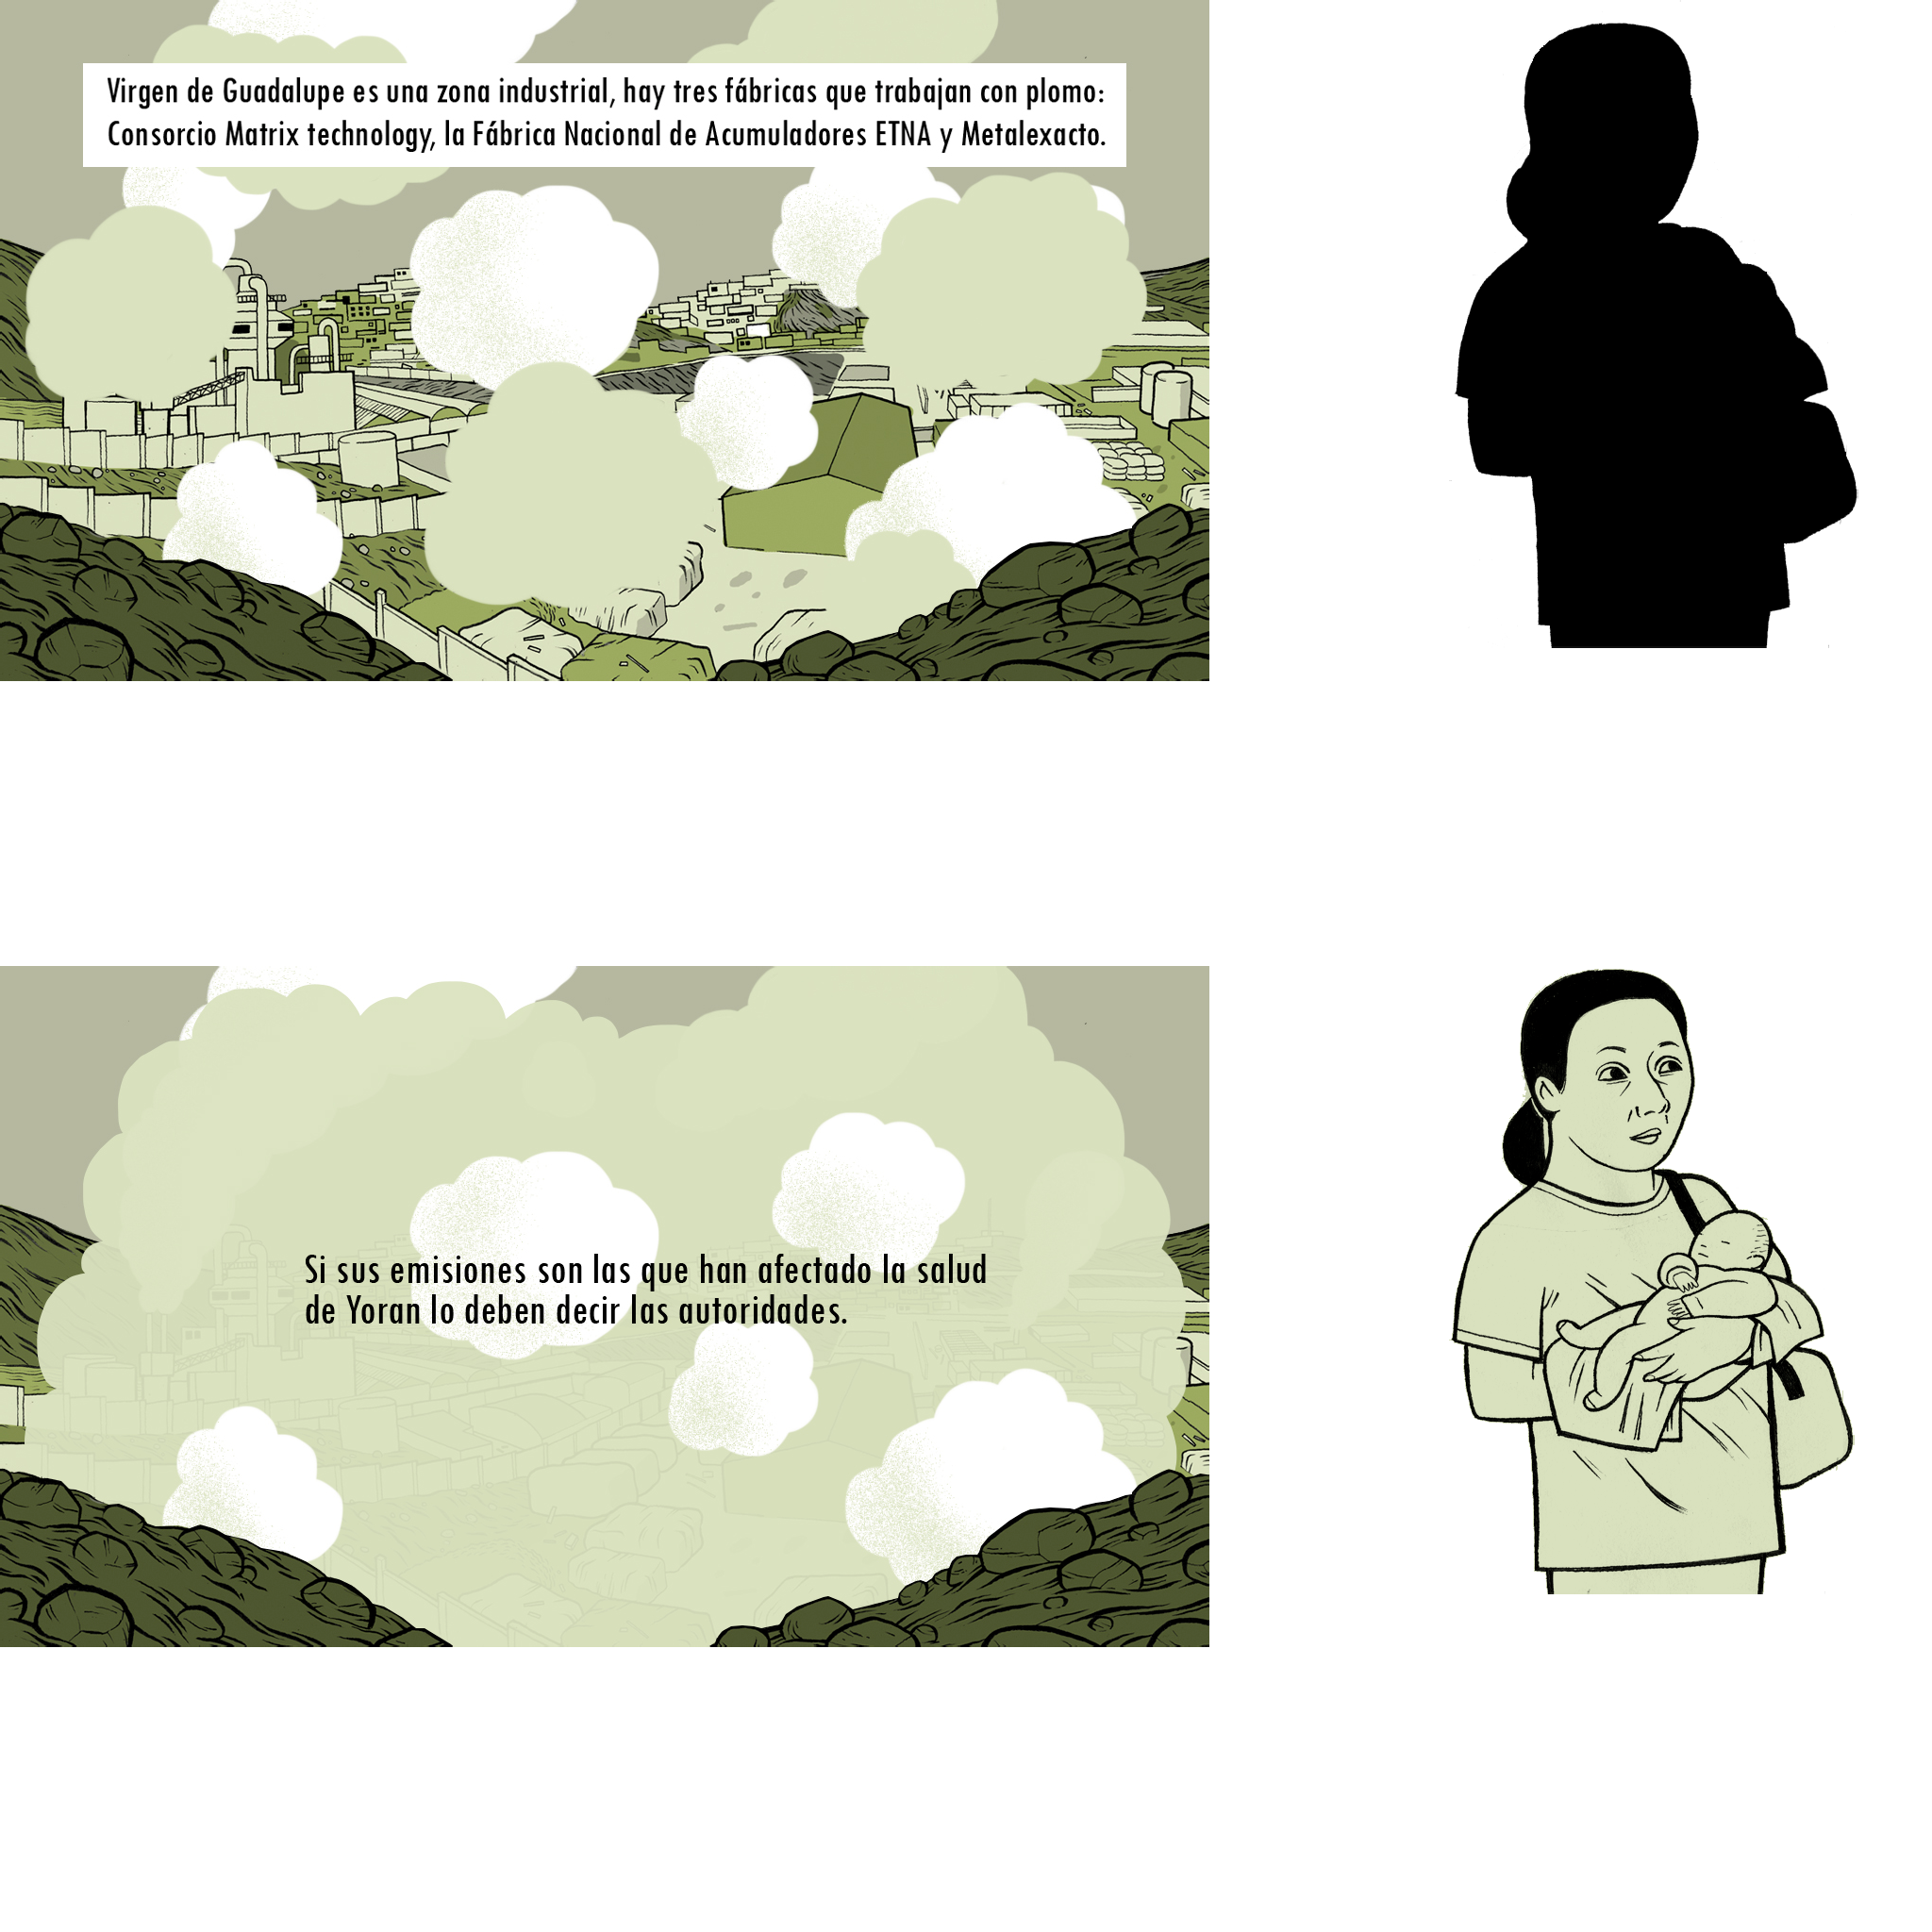 Virgen de Guadalupe es una zona industrial, hay tres fábricas que trabajan con plomo:
Consorcio Matrix technology, la Fábrica Nacional de Acumuladores ETNA y Metalexacto.
Si sus emisiones son las que han afectado la salud
de Yoran lo deben decir las autoridades.